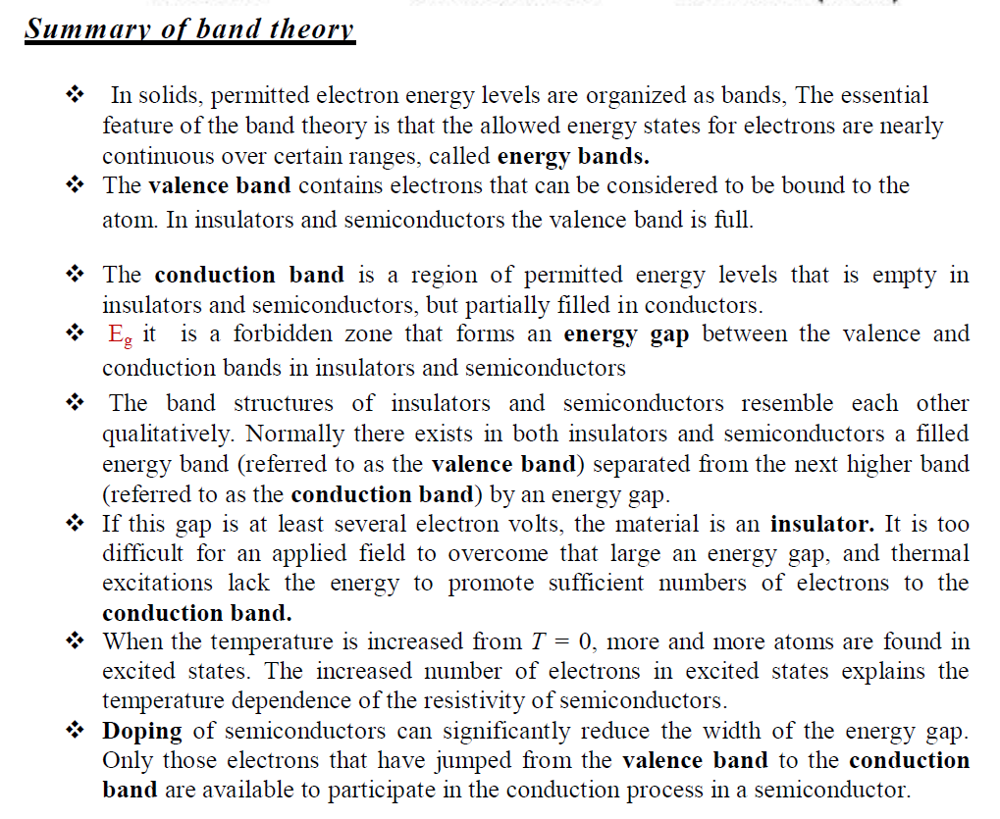 Summary of band theory
❖ In solids, permitted electron energy levels are organized as bands, The essential
feature of the band theory is that the allowed energy states for electrons are nearly
continuous over certain ranges, called energy bands.
❖ The valence band contains electrons that can be considered to be bound to the
atom. In insulators and semiconductors the valence band is full.
❖ The conduction band is a region of permitted energy levels that is empty in
insulators and semiconductors, but partially filled in conductors.
❖ Eg it is a forbidden zone that forms an energy gap between the valence and
conduction bands in insulators and semiconductors
❖ The band structures of insulators and semiconductors resemble each other
qualitatively. Normally there exists in both insulators and semiconductors a filled
energy band (referred to as the valence band) separated from the next higher band
(referred to as the conduction band) by an energy gap.
❖ If this gap is at least several electron volts, the material is an insulator. It is too
difficult for an applied field to overcome that large an energy gap, and thermal
excitations lack the energy to promote sufficient numbers of electrons to the
conduction band.
❖ When the temperature is increased from T = 0, more and more atoms are found in
excited states. The increased number of electrons in excited states explains the
temperature dependence of the resistivity of semiconductors.
❖ Doping of semiconductors can significantly reduce the width of the energy gap.
Only those electrons that have jumped from the valence band to the conduction
band are available to participate in the conduction process in a semiconductor.